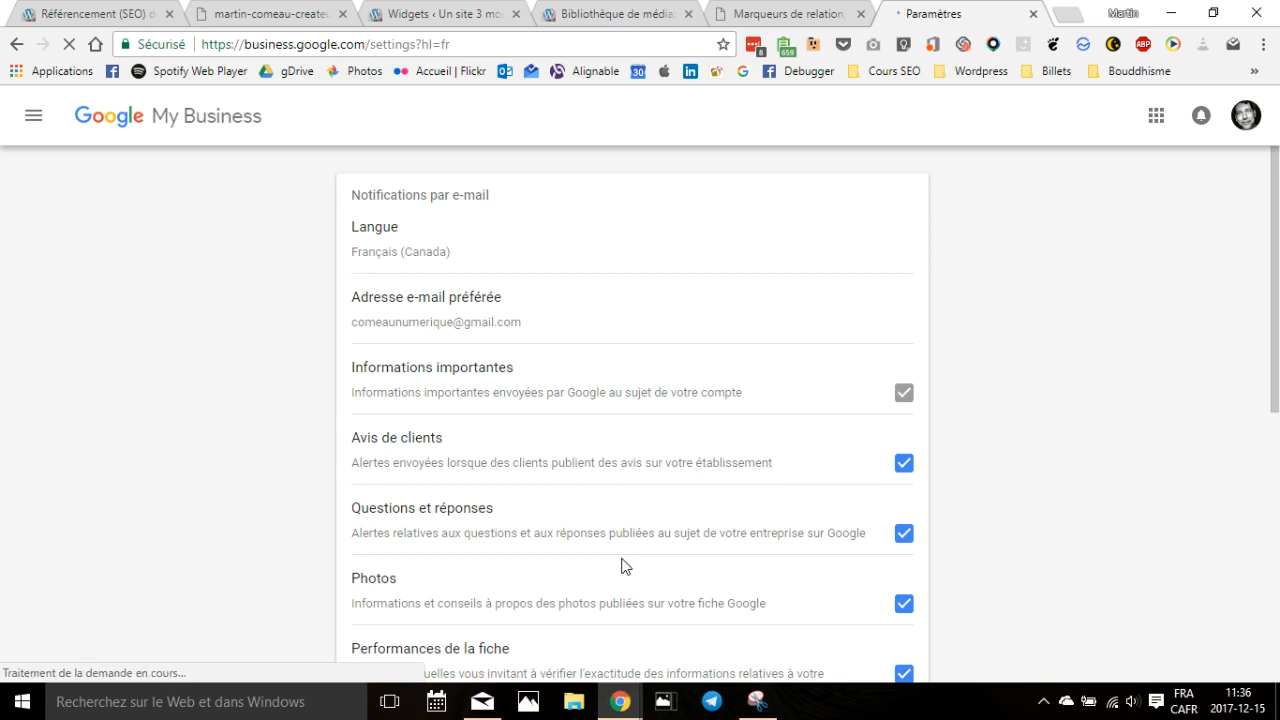 Référencement (SEO) d
martin-comeau-createu
Widgets ‹ Un site 3 mo
Bibliothèque de média
Marqueurs de relation,
Paramètres
Martin
Sécurisé
https://business.google.com/settings?hl=fr
8
659
ABP
Applications
Spotify Web Player
gDrive
Photos
Accueil | Flickr
Alignable
30
Debugger
Cours SEO
Wordpress
Billets
Bouddhisme
»
Google My Business
Notifications par e-mail
Langue
Français (Canada)
Adresse e-mail préférée
comeaunumerique@gmail.com
Informations importantes
Informations importantes envoyées par Google au sujet de votre compte
Avis de clients
Alertes envoyées lorsque des clients publient des avis sur votre établissement
Questions et réponses
Alertes relatives aux questions et aux réponses publiées au sujet de votre entreprise sur Google
Photos
Informations et conseils à propos des photos publiées sur votre fiche Google
Performances de la fiche
uelles vous invitant à vérifier l'exactitude des informations relatives à votre
Traitement de la demande en cours...
Recherchez sur le Web et dans Windows
FRA
CAFR
11:36
2017-12-15